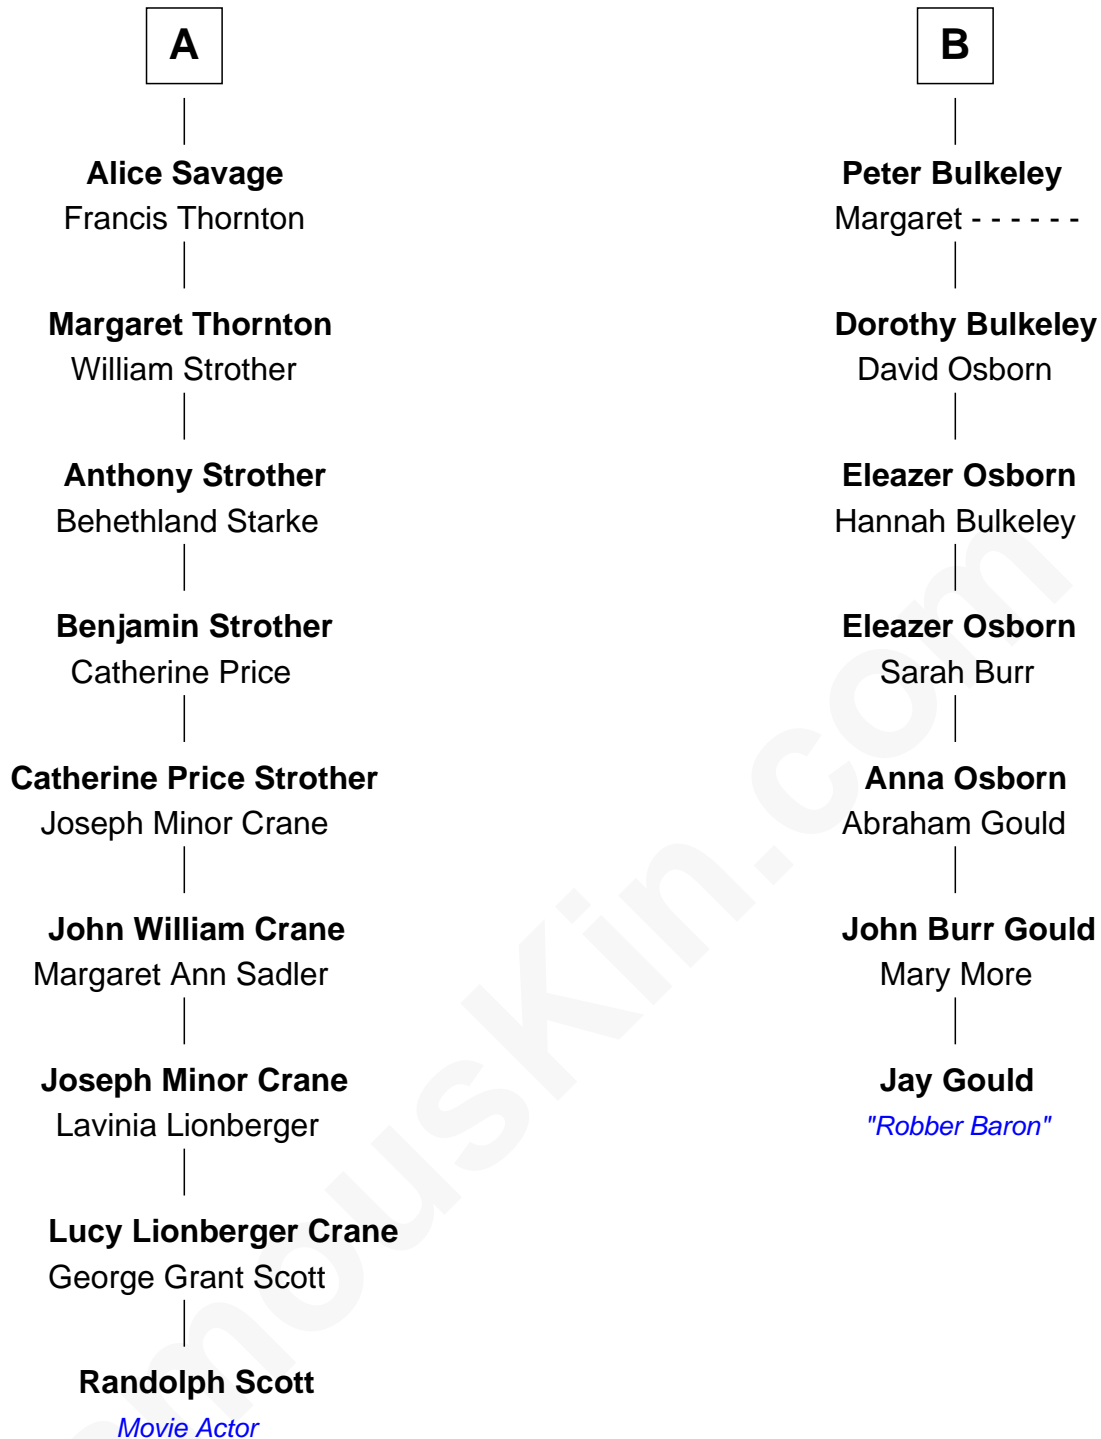 A
Alice Savage
Francis Thornton
Margaret Thornton
William Strother
Anthony Strother
Behethland Starke
Benjamin Strother
Catherine Price
Catherine Price Strother
Joseph Minor Crane
John William Crane
Margaret Ann Sadler
Joseph Minor Crane
Lavinia Lionberger
Lucy Lionberger Crane
George Grant Scott
Randolph Scott
Movie Actor
B
Peter Bulkeley
Margaret - - - - - -
Dorothy Bulkeley
David Osborn
Eleazer Osborn
Hannah Bulkeley
Eleazer Osborn
Sarah Burr
Anna Osborn
Abraham Gould
John Burr Gould
Mary More
Jay Gould
"Robber Baron"
mouskin.com